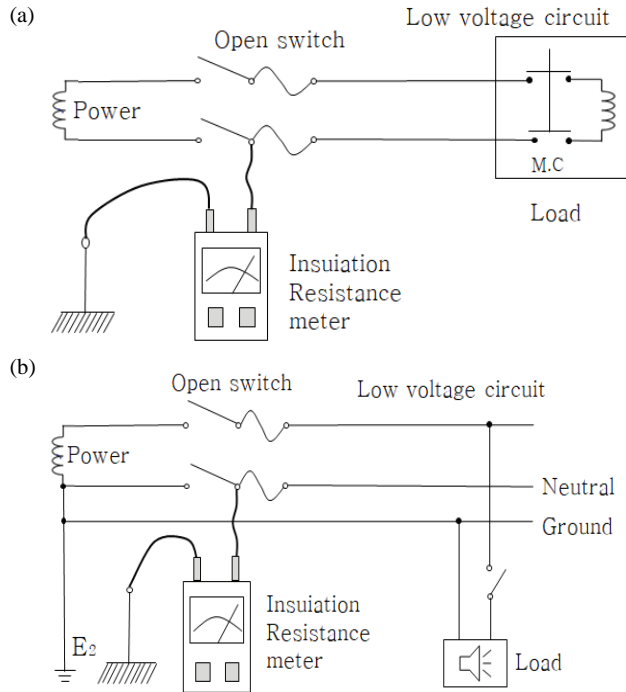 (a)
Low voltage circuit
Open switch
Power
M.C
Load
Insuiation
Resistance
meter
(b)
Open switch
Low voltage circuit
Power
Neutral
Ground
Insuiation
Resistance
meter
E2
Load